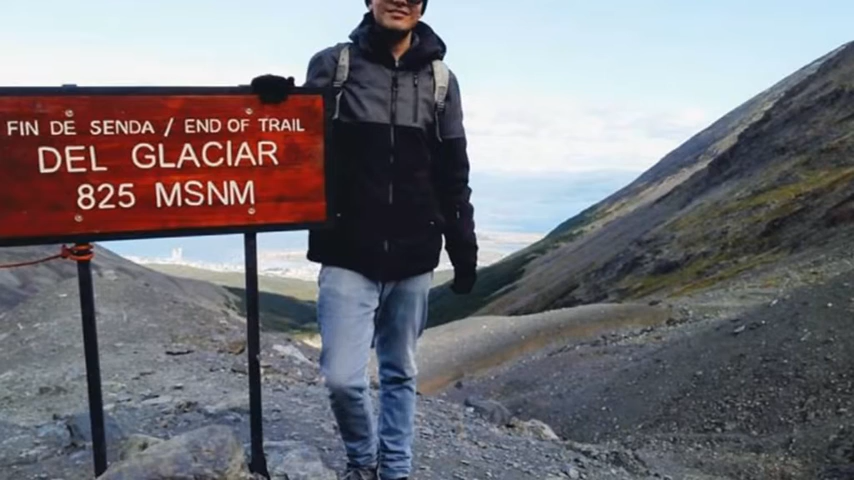 FIN DE SENDA / END OF TRAIL
DEL GLACIAR
825 MSNM